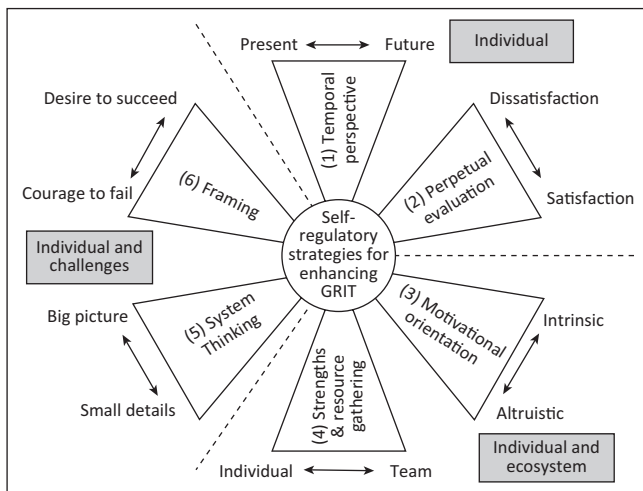 Present
Future
Individual
(1) Temporal
perspective
Dissatisfaction
Satisfaction
(2) Perpetual
evaluation
Desire to succeed
Courage to fail
(6) Framing
Self-
regulatory
strategies for
enhancing
GRIT
Individual and
challenges
Big picture
Small details
(5) System
Thinking
(3) Motivational
orientation
Intrinsic
Altruistic
(4) Strengths
& resource
gathering
Individual
Team
Individual and
ecosystem